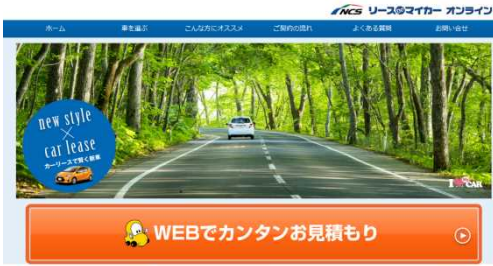 NCS リースのマイカー オンライン
ホーム
車を選ぶ
こんな方にオススメ
ご契約の流れ
よくある質問
お問い合せ
new style
×
car lease
カーリースで賢く新車
I CAR
WEBでカンタンお見積もり